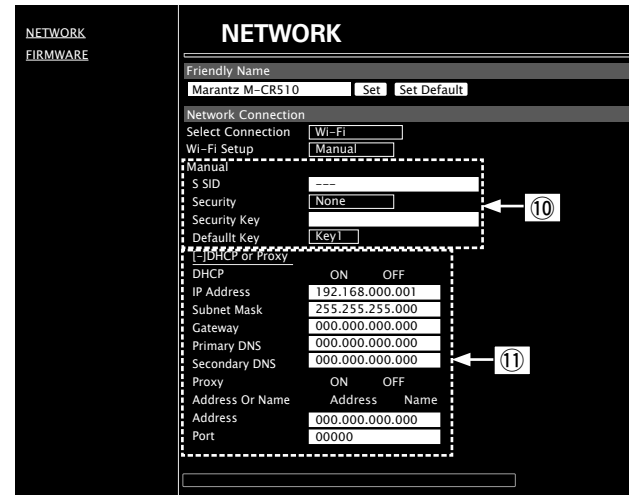 NETWORK
FIRMWARE
NETWORK
Friendly Name
Marantz M-CR510 Set Set Default
Network Connection
Select Connection Wi-Fi
Wi-Fi Setup Manual
Manual
S SID ---
Security None
Security Key
Defaullt Key Key1
⑩
[-]DHCP or Proxy
DHCP ON OFF
IP Address 192.168.000.001
Subnet Mask 255.255.255.000
Gateway 000.000.000.000
Primary DNS 000.000.000.000
Secondary DNS 000.000.000.000
⑪
Proxy ON OFF
Address Or Name Address Name
Address 000.000.000.000
Port 00000